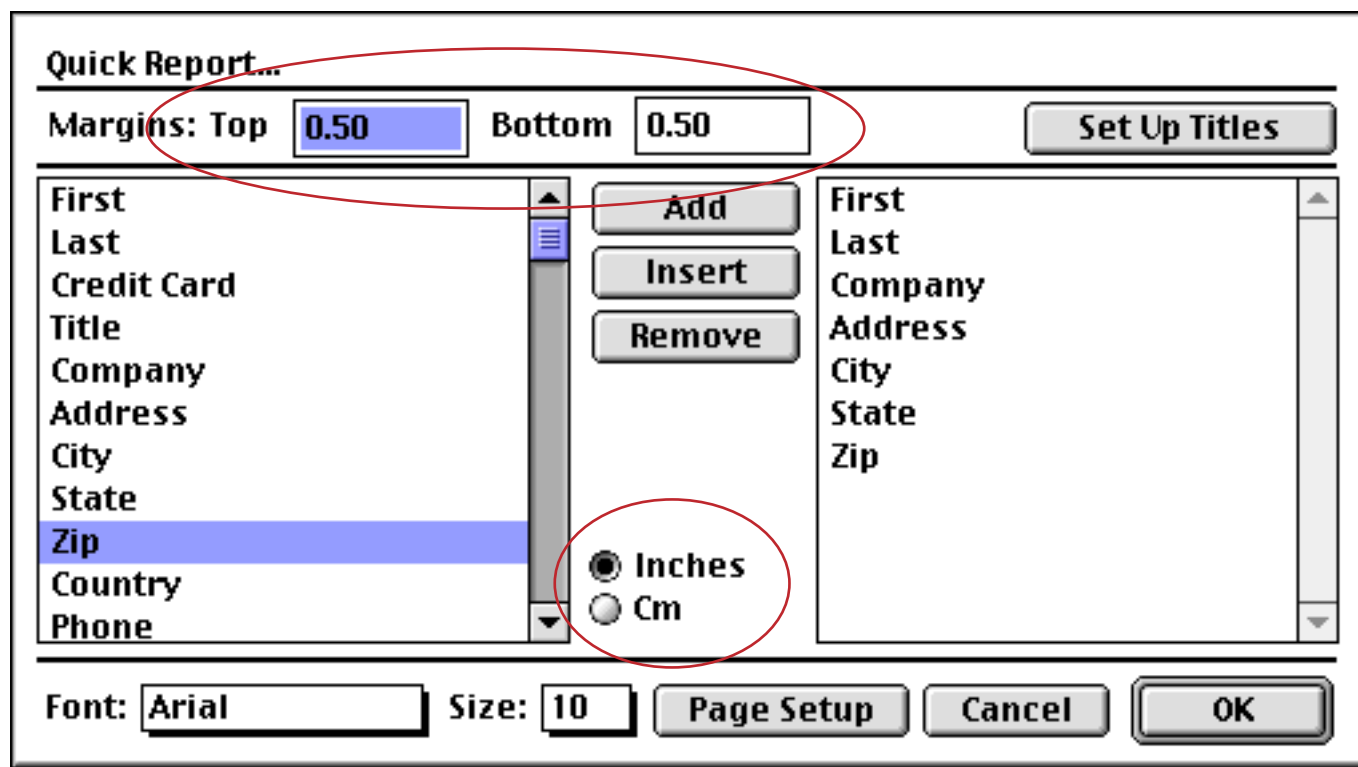 Quick Report...
Margins: Top 0.50 Bottom 0.50 Set Up Titles
First
Last
Credit Card
Title
Company
Address
City
State
Zip
Country
Phone
Add
Insert
Remove
Inches
Cm
First
Last
Company
Address
City
State
Zip
Font: Arial Size: 10 Page Setup Cancel OK